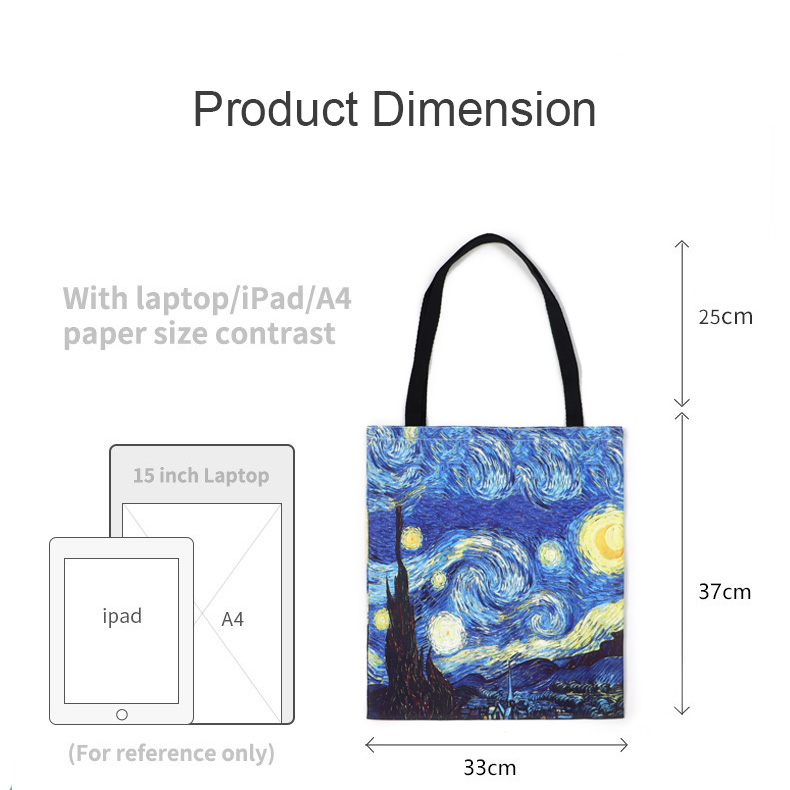 Product Dimension
With laptop/iPad/A4
paper size contrast
25cm
15 inch Laptop
ipad
A4
37cm
(For reference only)
33cm